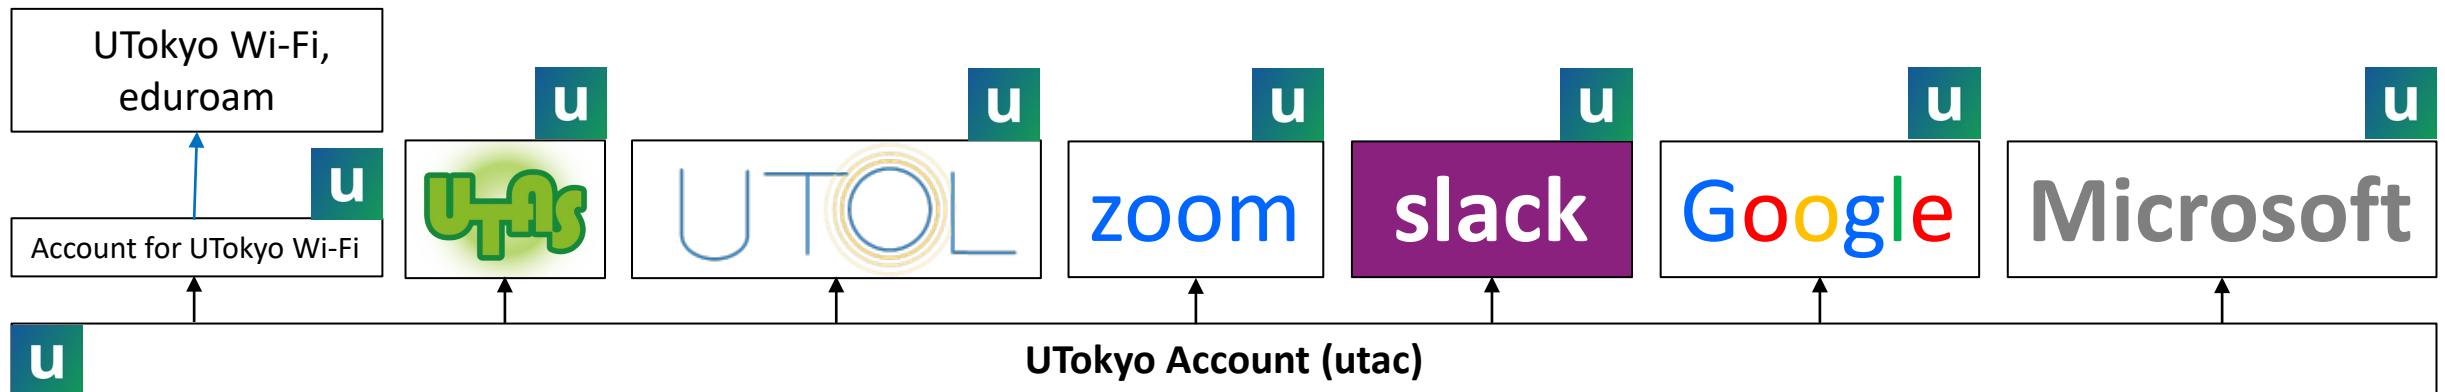 UTokyo Wi-Fi,
eduroam
u
Account for UTokyo Wi-Fi
u
UTAS
u
UTOL
u
zoom
u
slack
u
Google
u
Microsoft
u
UTokyo Account (utac)